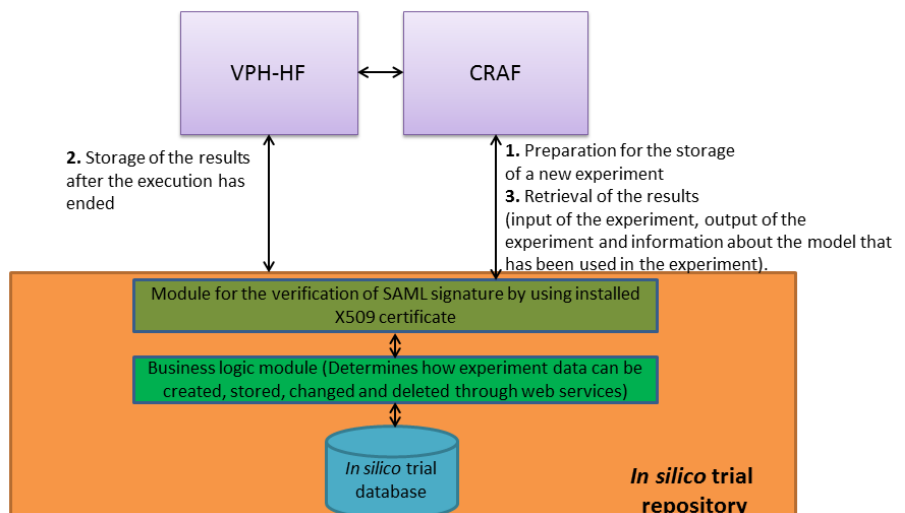 VPH-HF
CRAF
2. Storage of the results
after the execution has
ended
1. Preparation for the storage
of a new experiment
3. Retrieval of the results
(input of the experiment, output of the
experiment and information about the model that
has been used in the experiment).
Module for the verification of SAML signature by using installed
X509 certificate
Business logic module (Determines how experiment data can be
created, stored, changed and deleted through web services)
In silico trial
database
In silico trial
repository